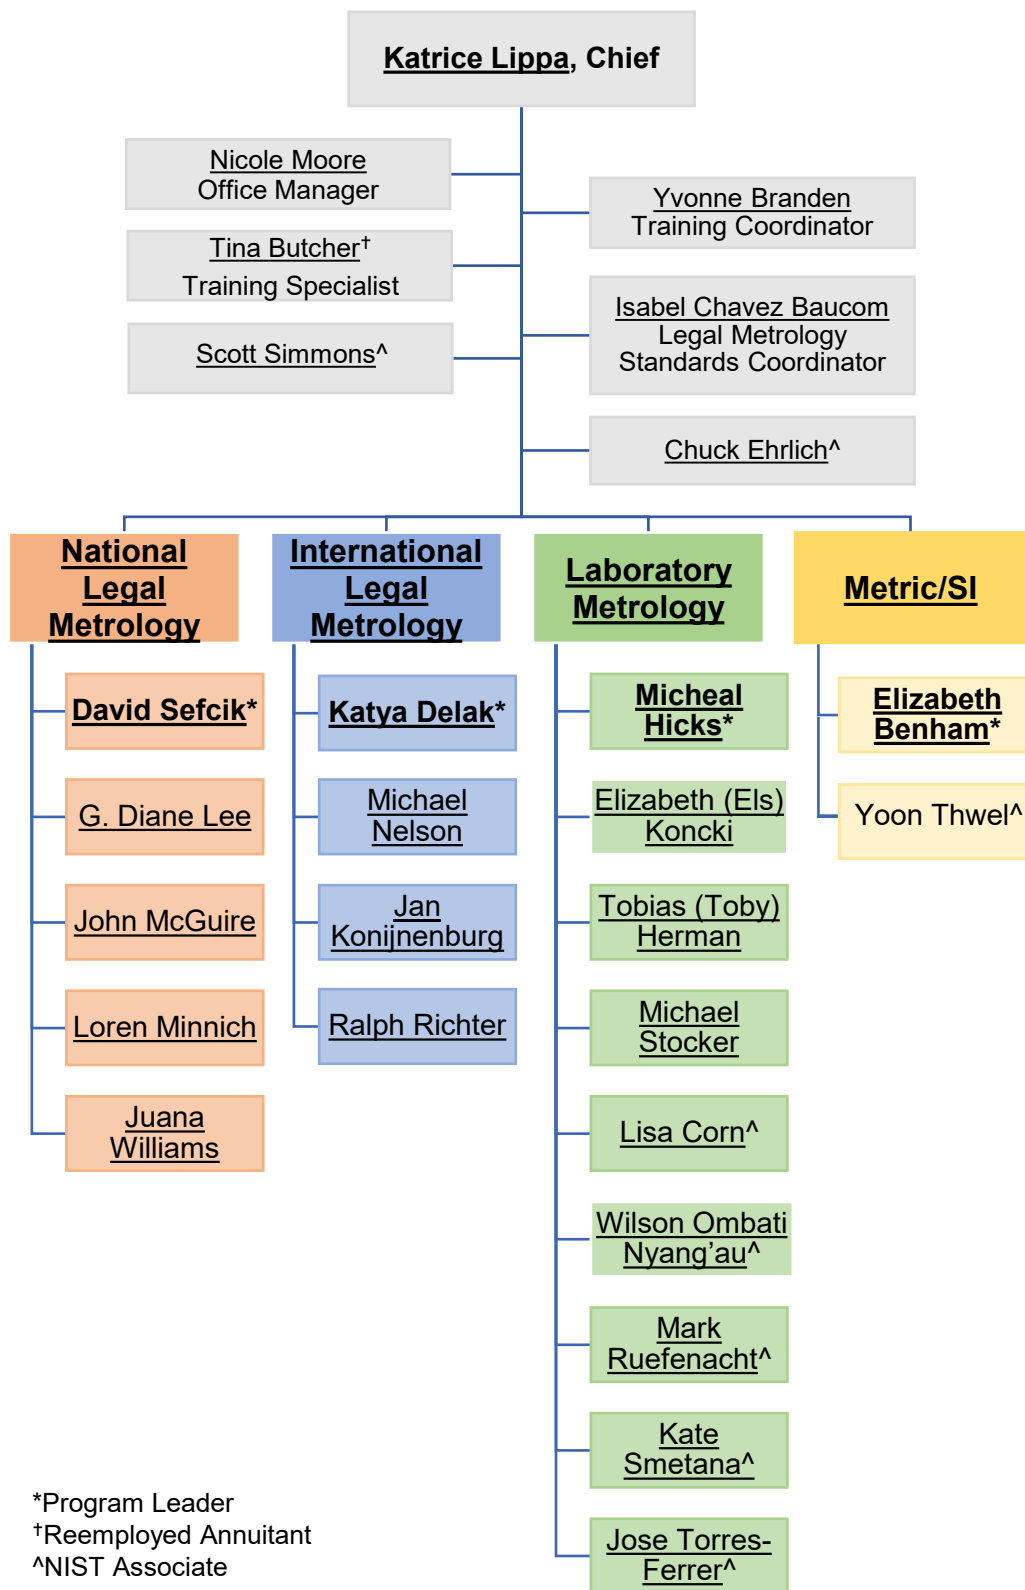 Katrice Lippa, Chief
Nicole Moore
Office Manager
Yvonne Branden
Training Coordinator
Tina Butcher†
Training Specialist
Isabel Chavez Baucom
Legal Metrology
Standards Coordinator
Scott Simmons^
Chuck Ehrlich^
National
Legal
Metrology
David Sefcik*
G. Diane Lee
John McGuire
Loren Minnich
Juana
Williams
International
Legal
Metrology
Katya Delak*
Michael
Nelson
Jan
Konijnenburg
Ralph Richter
Laboratory
Metrology
Micheal
Hicks*
Elizabeth (Els)
Koncki
Tobias (Toby)
Herman
Michael
Stocker
Lisa Corn^
Wilson Ombati
Nyang’au^
Mark
Ruefenacht^
Kate
Smetana^
Jose Torres-
Ferrer^
Metric/SI
Elizabeth
Benham*
Yoon Thwel^
*Program Leader
†Reemployed Annuitant
^NIST Associate